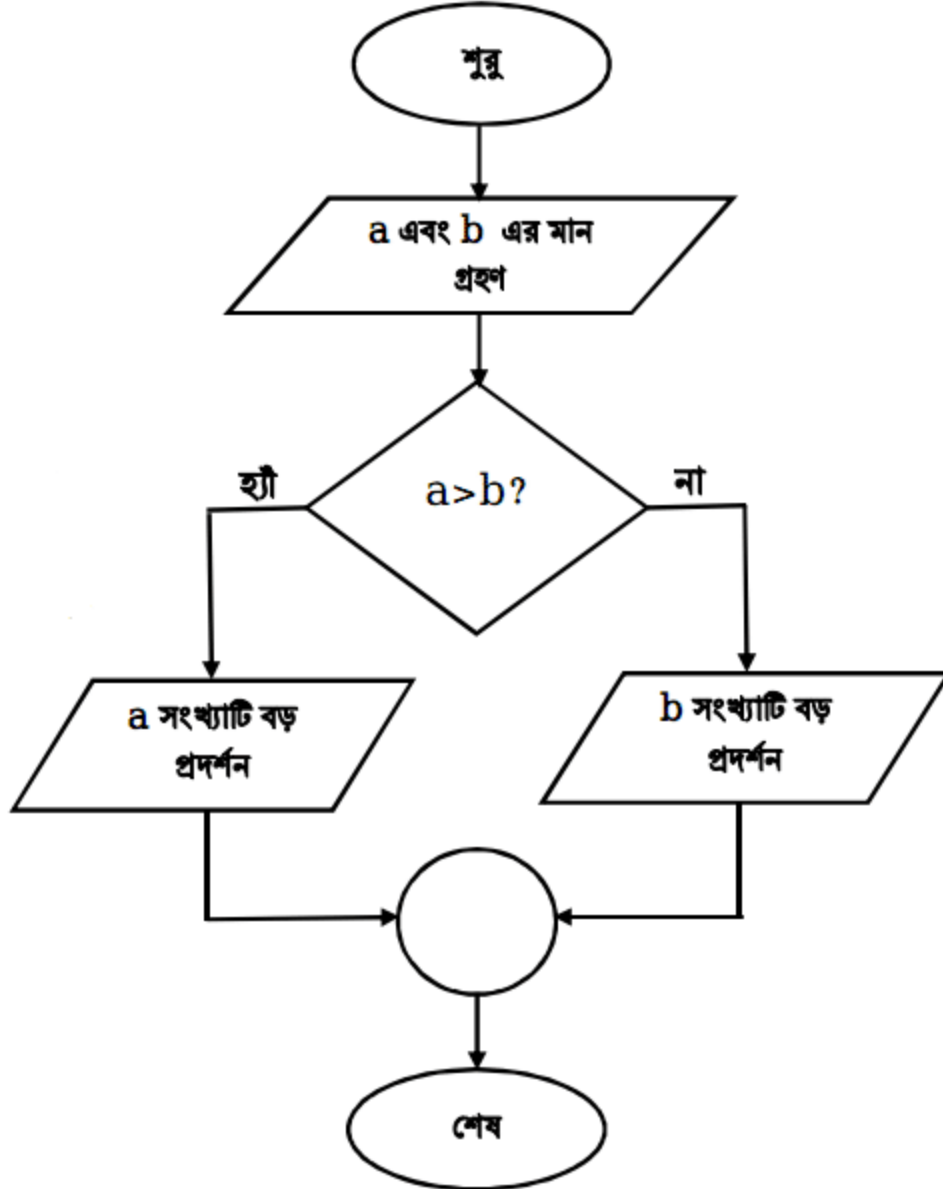 শুরু
a এবং b এর মান
গ্রহণ
a>b?
হ্যাঁ
না
a সংখ্যাটি বড়
প্রদর্শন
b সংখ্যাটি বড়
প্রদর্শন
শেষ